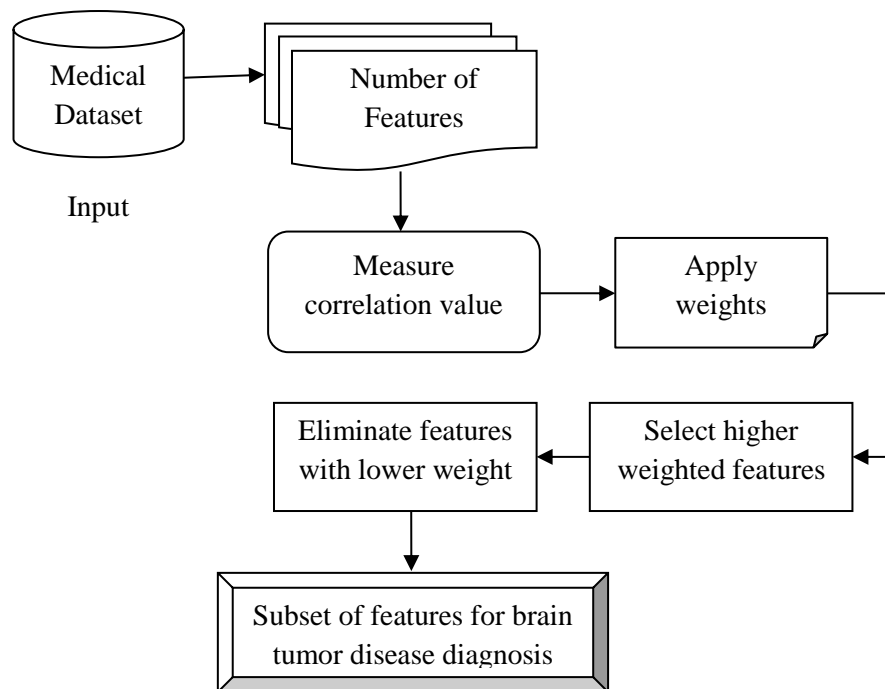 Medical
Dataset
Number of
Features
Input
Measure
correlation value
Apply
weights
Eliminate features
with lower weight
Select higher
weighted features
Subset of features for brain
tumor disease diagnosis